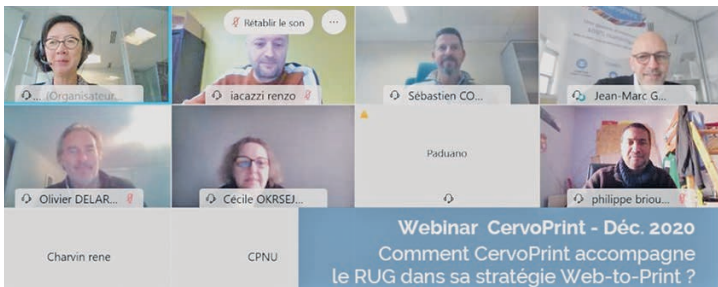 Rétablir le son
... (Organisateur...
iacazzi renzo
Sébastien CO...
Jean-Marc G...
Olivier DELAR...
Cécile OKRSEJ...
Paduano
philippe briou...
Charvin rene
CPNU
Webinar CervoPrint - Déc. 2020
Comment CervoPrint accompagne
le RUG dans sa stratégie Web-to-Print ?